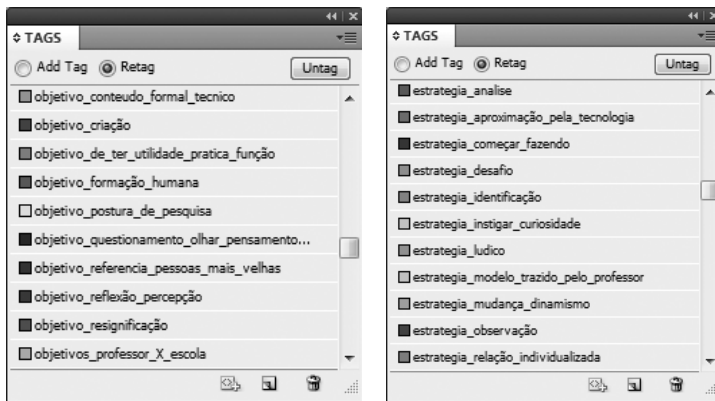 TAGS
Add Tag Retag Untag
objetivo_conteudo_formal_tecnico
objetivo_criação
objetivo_de_ter_utilidade_pratica_função
objetivo_formação_humana
objetivo_postura_de_pesquisa
objetivo_questionamento_olhar_pensamento...
objetivo_referencia_pessoas_mais_velhas
objetivo_reflexão_percepção
objetivo_resignificação
objetivos_professor_X_escola
TAGS
Add Tag Retag Untag
estrategia_analise
estrategia_aproximação_pela_tecnologia
estrategia_começar_fazendo
estrategia_desafio
estrategia_identificação
estrategia_instigar_curiosidade
estrategia_ludico
estrategia_modelo_trazido_pelo_professor
estrategia_mudança_dinamismo
estrategia_observação
estrategia_relação_individualizada